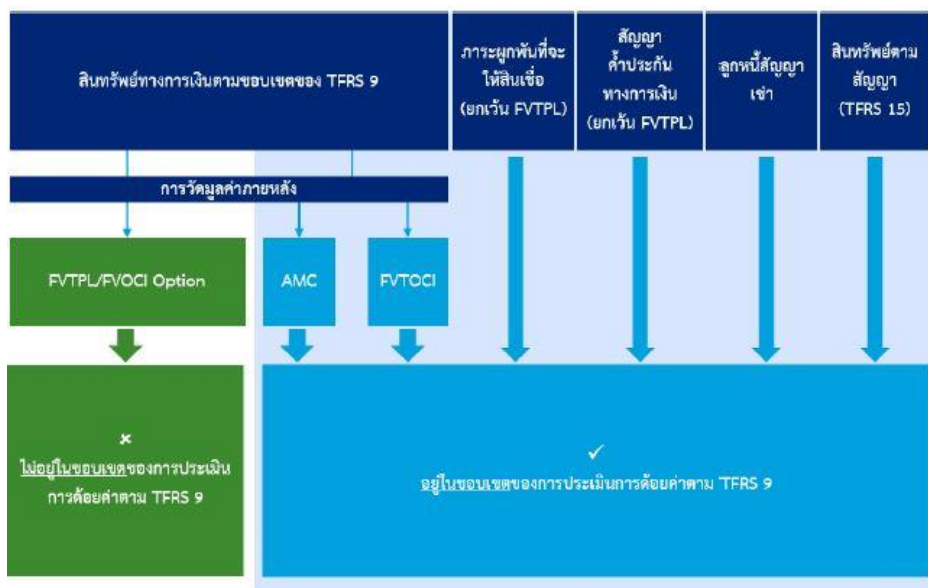 สินทรัพย์ทางการเงินตามขอบเขตของ TFRS 9
ภาระผูกพันที่จะ
ให้สินเชื่อ
(ยกเว้น FVTPL)
สัญญา
ค้ำประกัน
ทางการเงิน
(ยกเว้น FVTPL)
ลูกหนี้สัญญา
เช่า
สินทรัพย์ตาม
สัญญา
(TFRS 15)
การวัดมูลค่าภายหลัง
FVTPL/FVOCI Option
AMC
FVTOCI
✗
ไม่อยู่ในขอบเขตของการประเมิน
การด้อยค่าตาม TFRS 9
✓
อยู่ในขอบเขตของการประเมินการด้อยค่าตาม TFRS 9